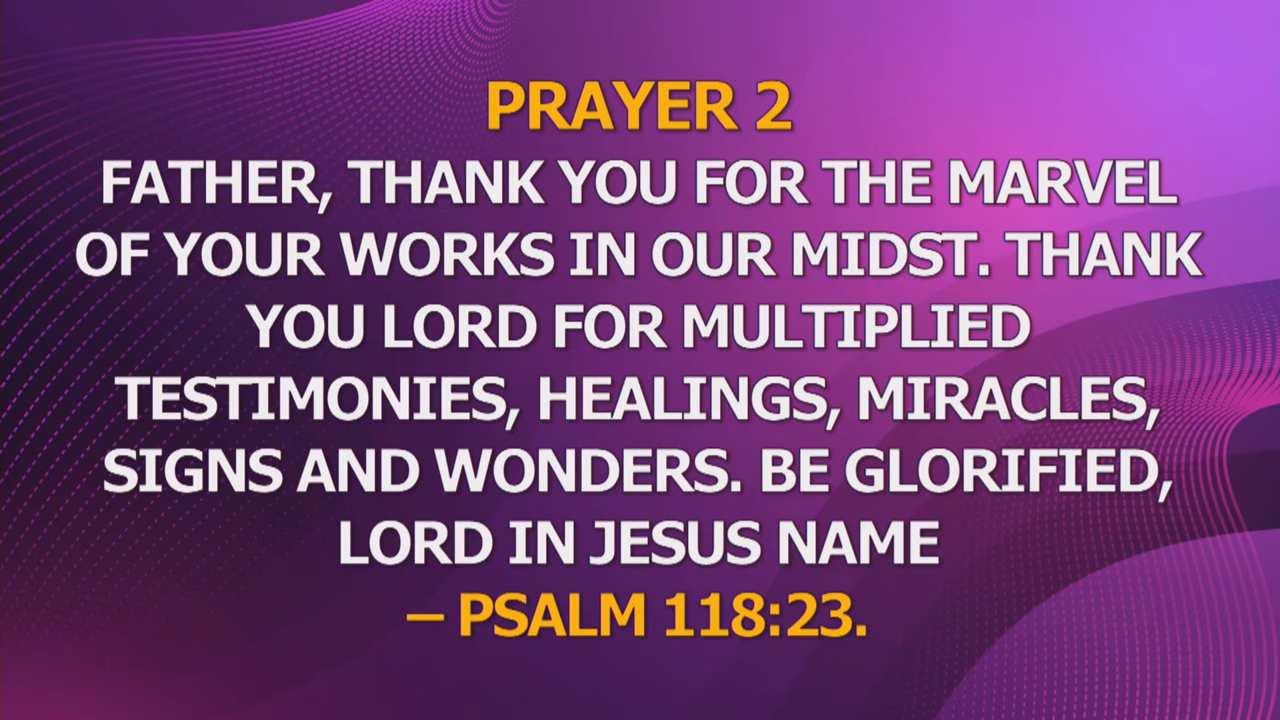 PRAYER 2
FATHER, THANK YOU FOR THE MARVEL
OF YOUR WORKS IN OUR MIDST. THANK
YOU LORD FOR MULTIPLIED
TESTIMONIES, HEALINGS, MIRACLES,
SIGNS AND WONDERS. BE GLORIFIED,
LORD IN JESUS NAME
– PSALM 118:23.